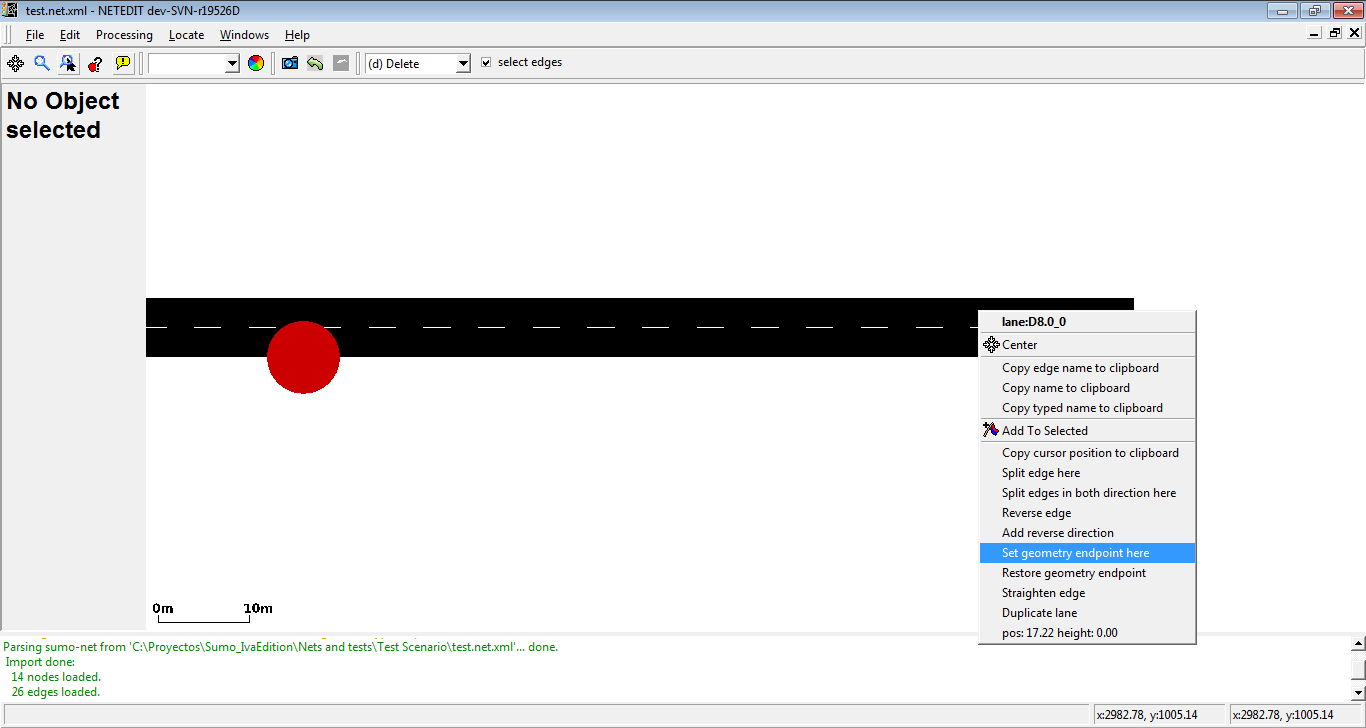 test.net.xml - NETEDIT dev-SVN-r19526D
File Edit Processing Locate Windows Help
(d) Delete select edges
No Object
selected
lane:D8.0_0
Center
Copy edge name to clipboard
Copy name to clipboard
Copy typed name to clipboard
Add To Selected
Copy cursor position to clipboard
Split edge here
Split edges in both direction here
Reverse edge
Add reverse direction
Set geometry endpoint here
Restore geometry endpoint
Straighten edge
Duplicate lane
pos: 17.22 height: 0.00
0m 10m
Parsing sumo-net from 'C:\Proyectos\Sumo_IvaEdition\Nets and tests\Test Scenario\test.net.xml'... done.
Import done:
14 nodes loaded.
26 edges loaded.
x:2982.78, y:1005.14 x:2982.78, y:1005.14